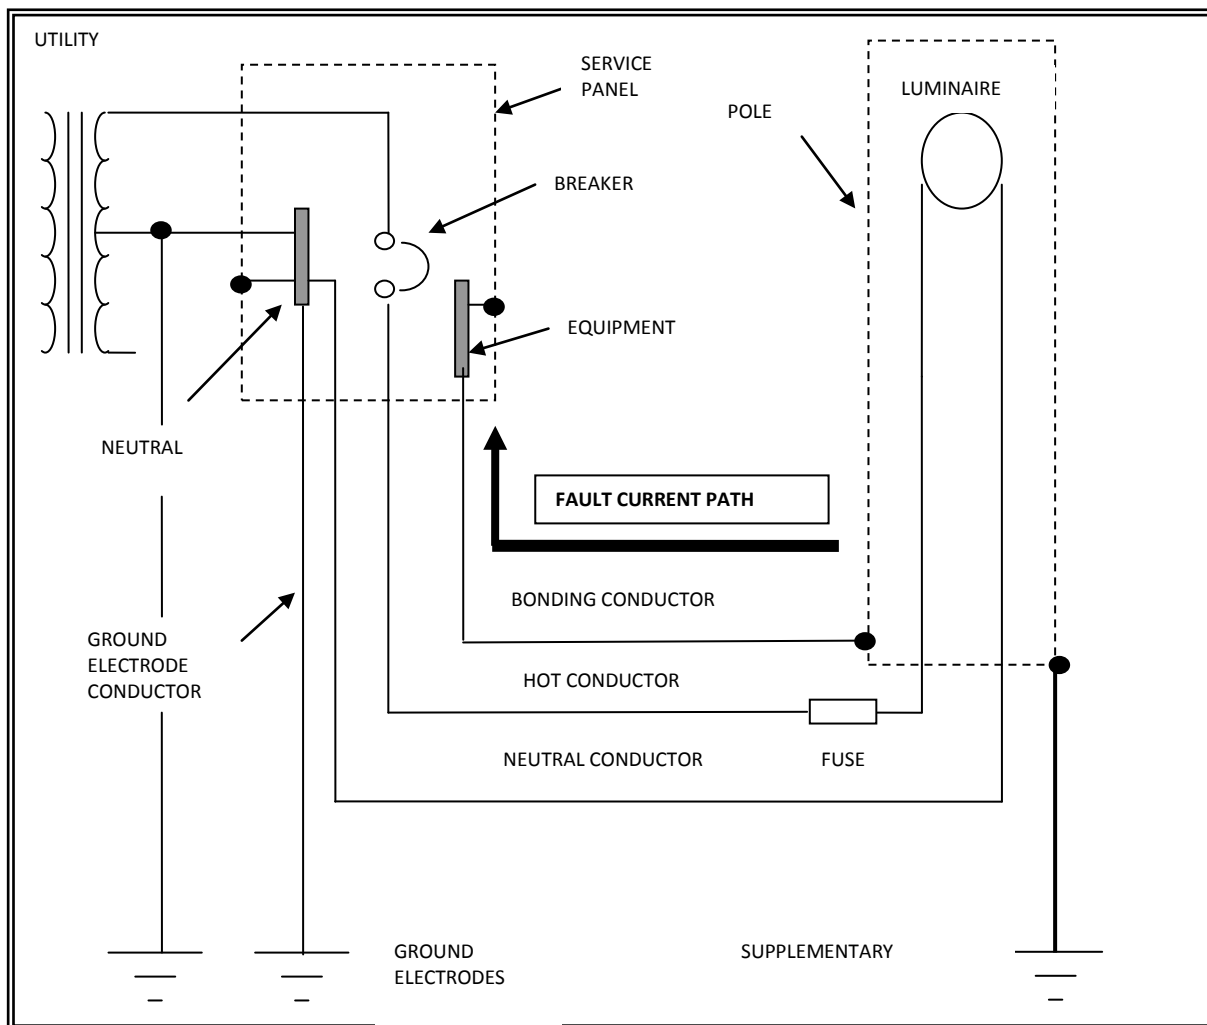 UTILITY
SERVICE
PANEL
LUMINAIRE
POLE
BREAKER
EQUIPMENT
NEUTRAL
FAULT CURRENT PATH
BONDING CONDUCTOR
GROUND
ELECTRODE
CONDUCTOR
HOT CONDUCTOR
NEUTRAL CONDUCTOR
FUSE
GROUND
ELECTRODES
SUPPLEMENTARY